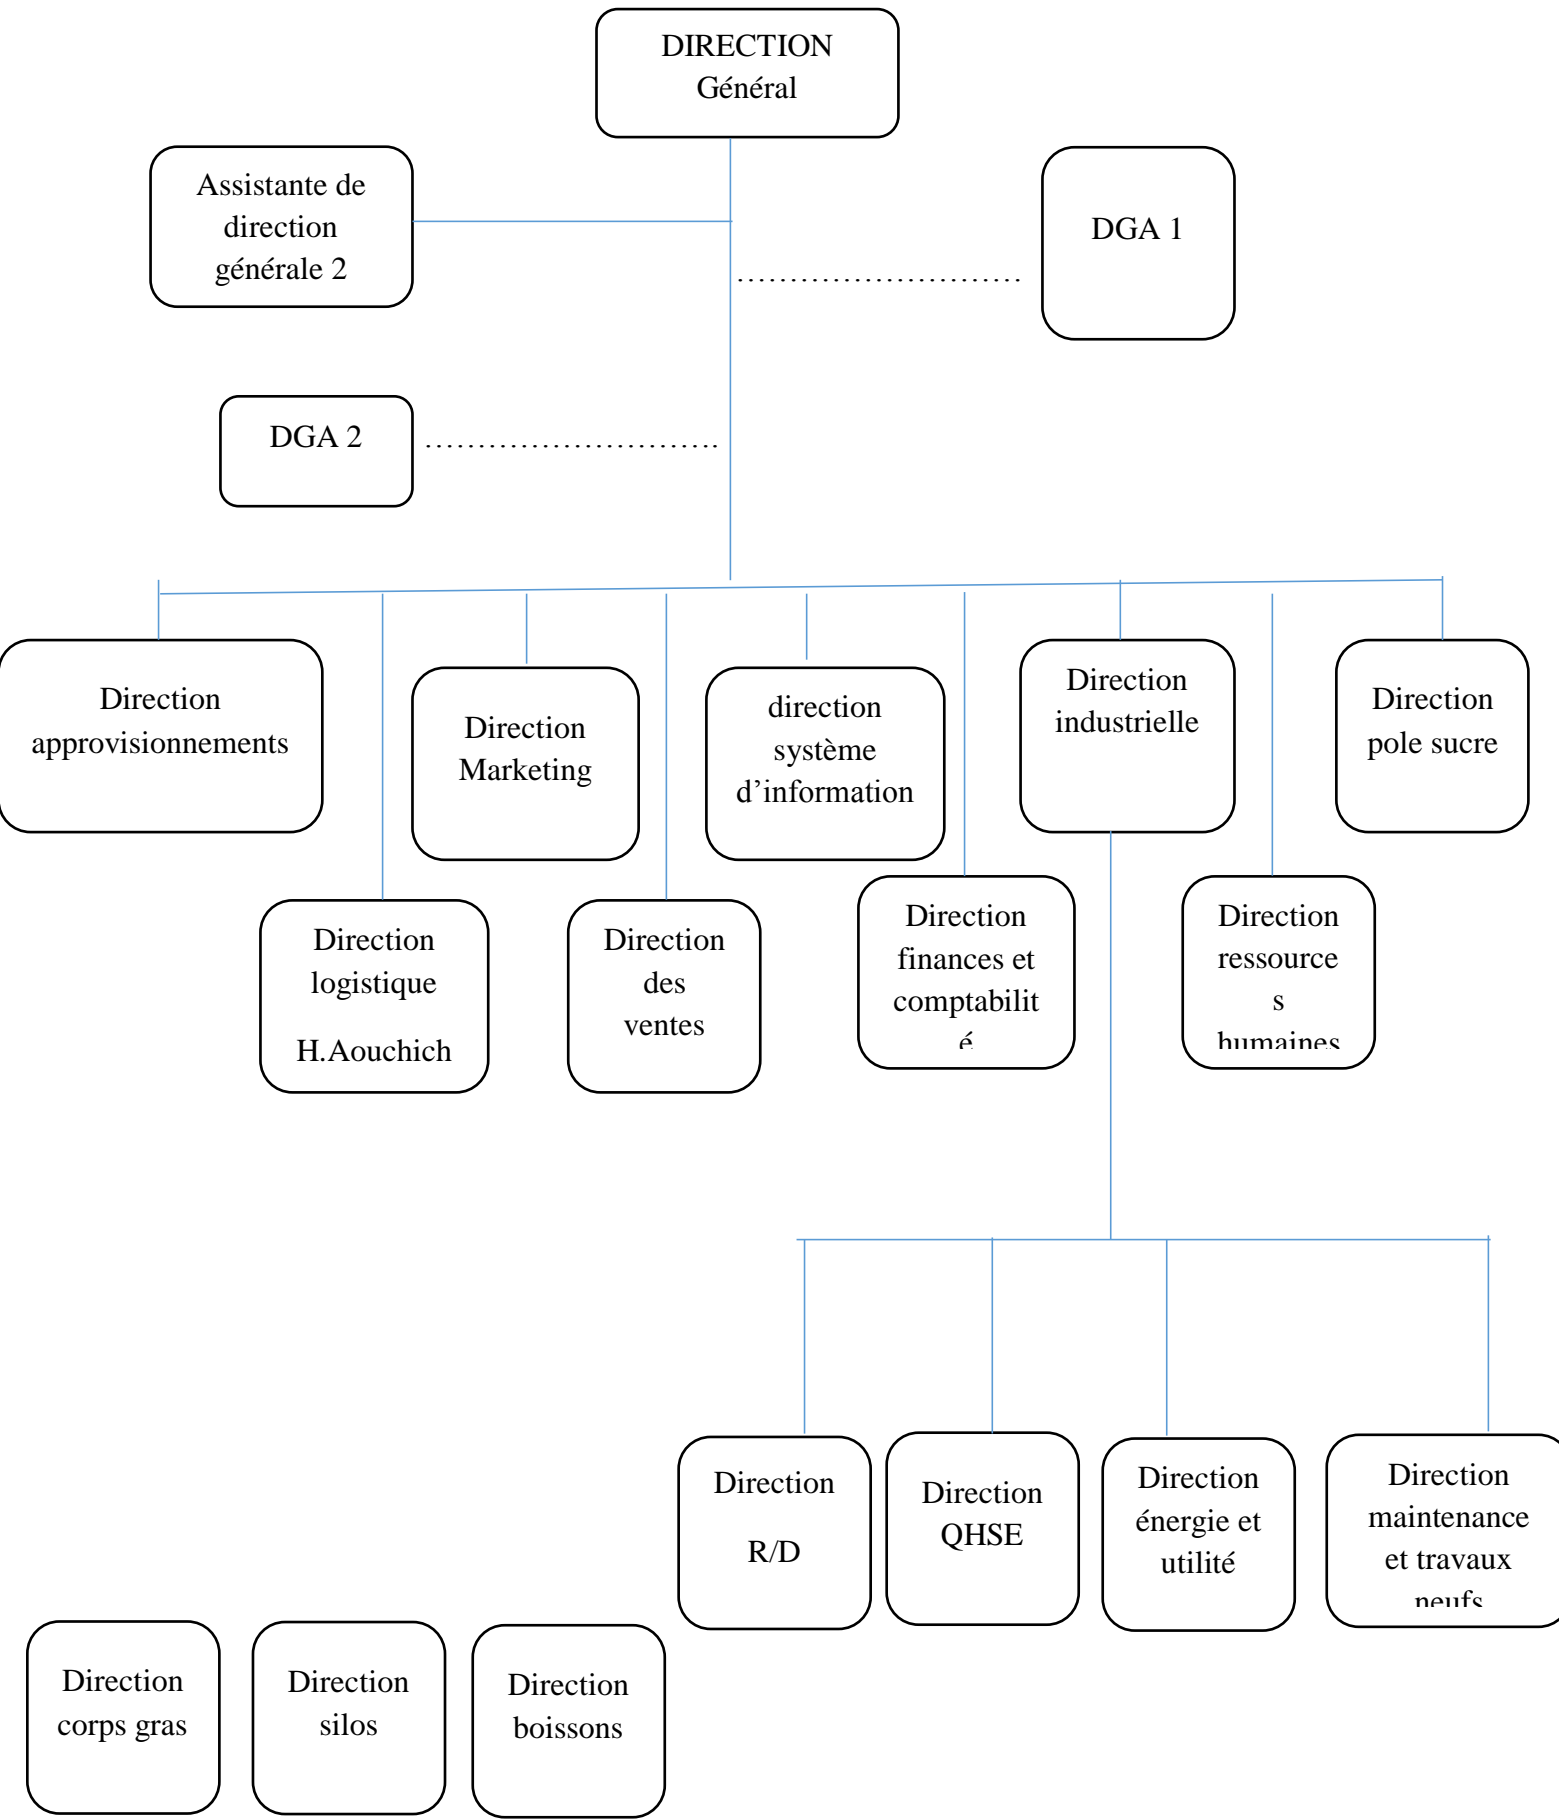 DIRECTION
Général
Assistante de
direction
générale 2
DGA 1
DGA 2
Direction
approvisionnements
Direction
Marketing
direction
système
d’information
Direction
industrielle
Direction
pole sucre
Direction
logistique
H.Aouchich
Direction
des
ventes
Direction
finances et
comptabilit
é
Direction
ressource
s
humaines
Direction
R/D
Direction
QHSE
Direction
énergie et
utilité
Direction
maintenance
et travaux
neufs
Direction
corps gras
Direction
silos
Direction
boissons